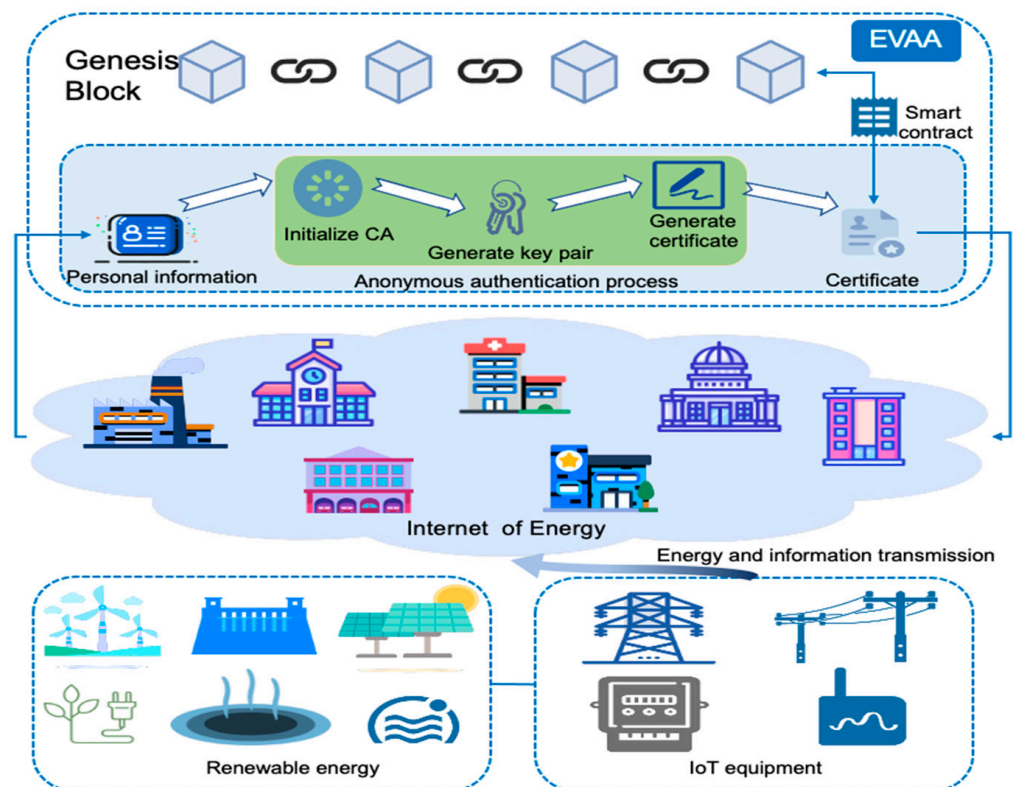 Genesis
Block
EVAA
Smart
contract
Initialize CA
Generate key pair
Generate
certificate
Personal information
Anonymous authentication process
Certificate
Internet of Energy
Energy and information transmission
Renewable energy
IoT equipment